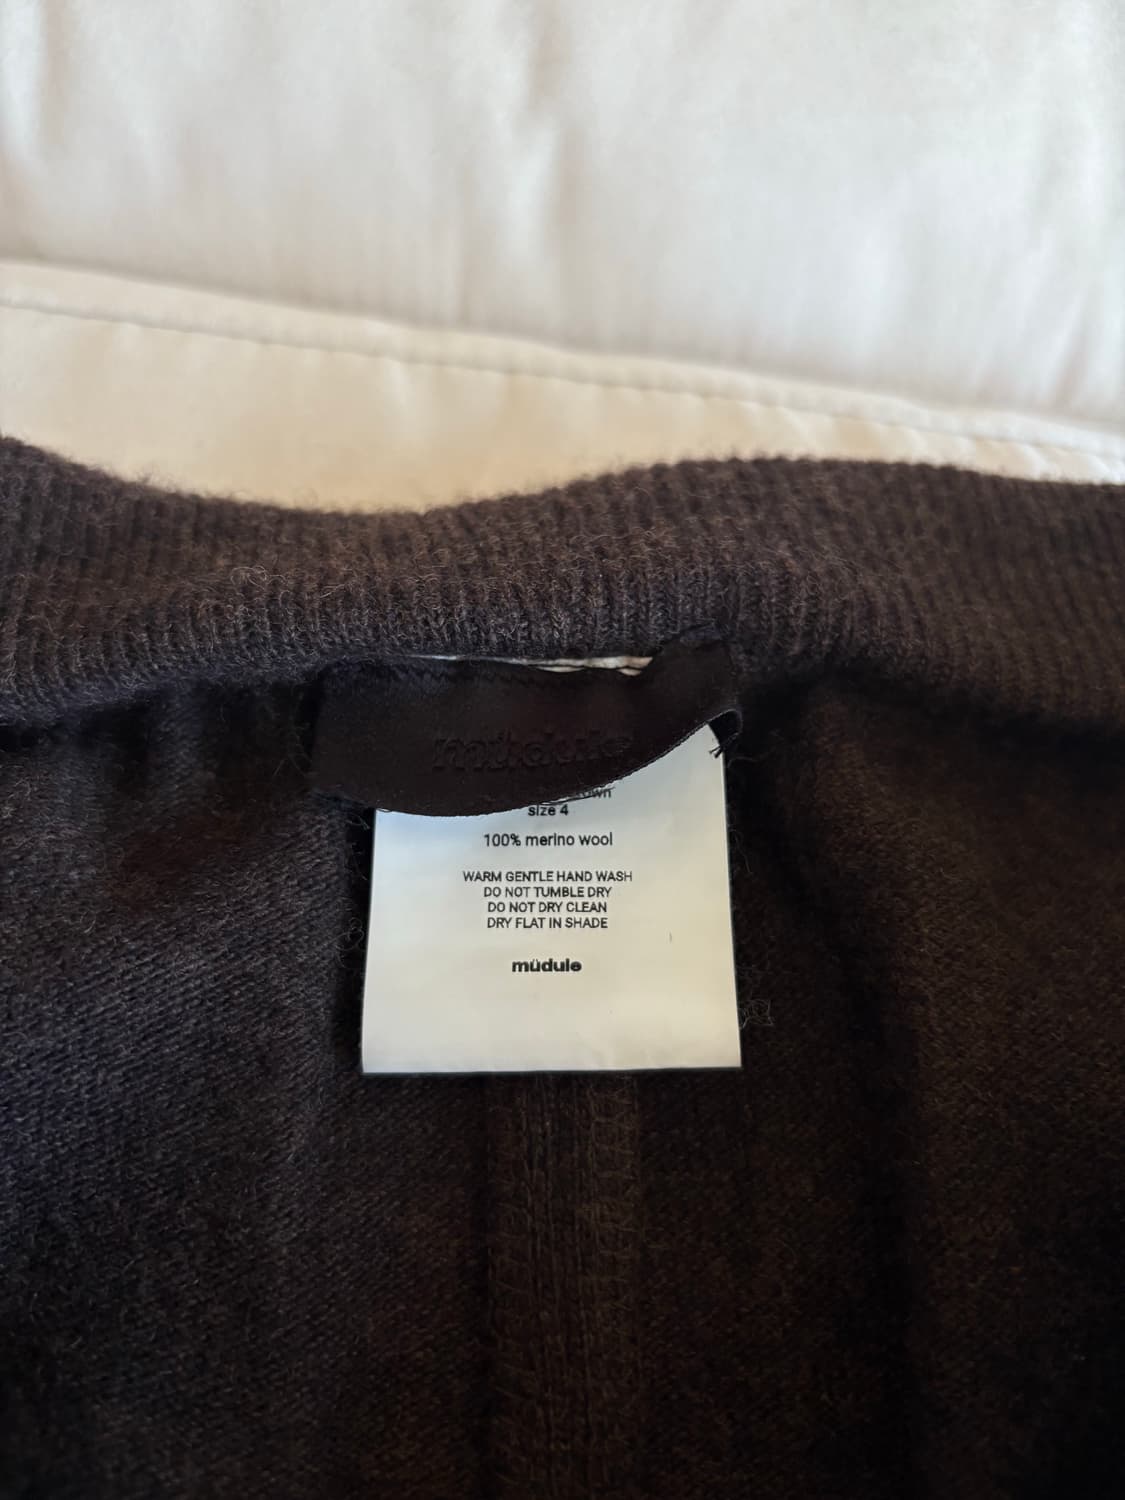 müdule
size 4
100% merino wool
WARM GENTLE HAND WASH
DO NOT TUMBLE DRY
DO NOT DRY CLEAN
DRY FLAT IN SHADE
müdule